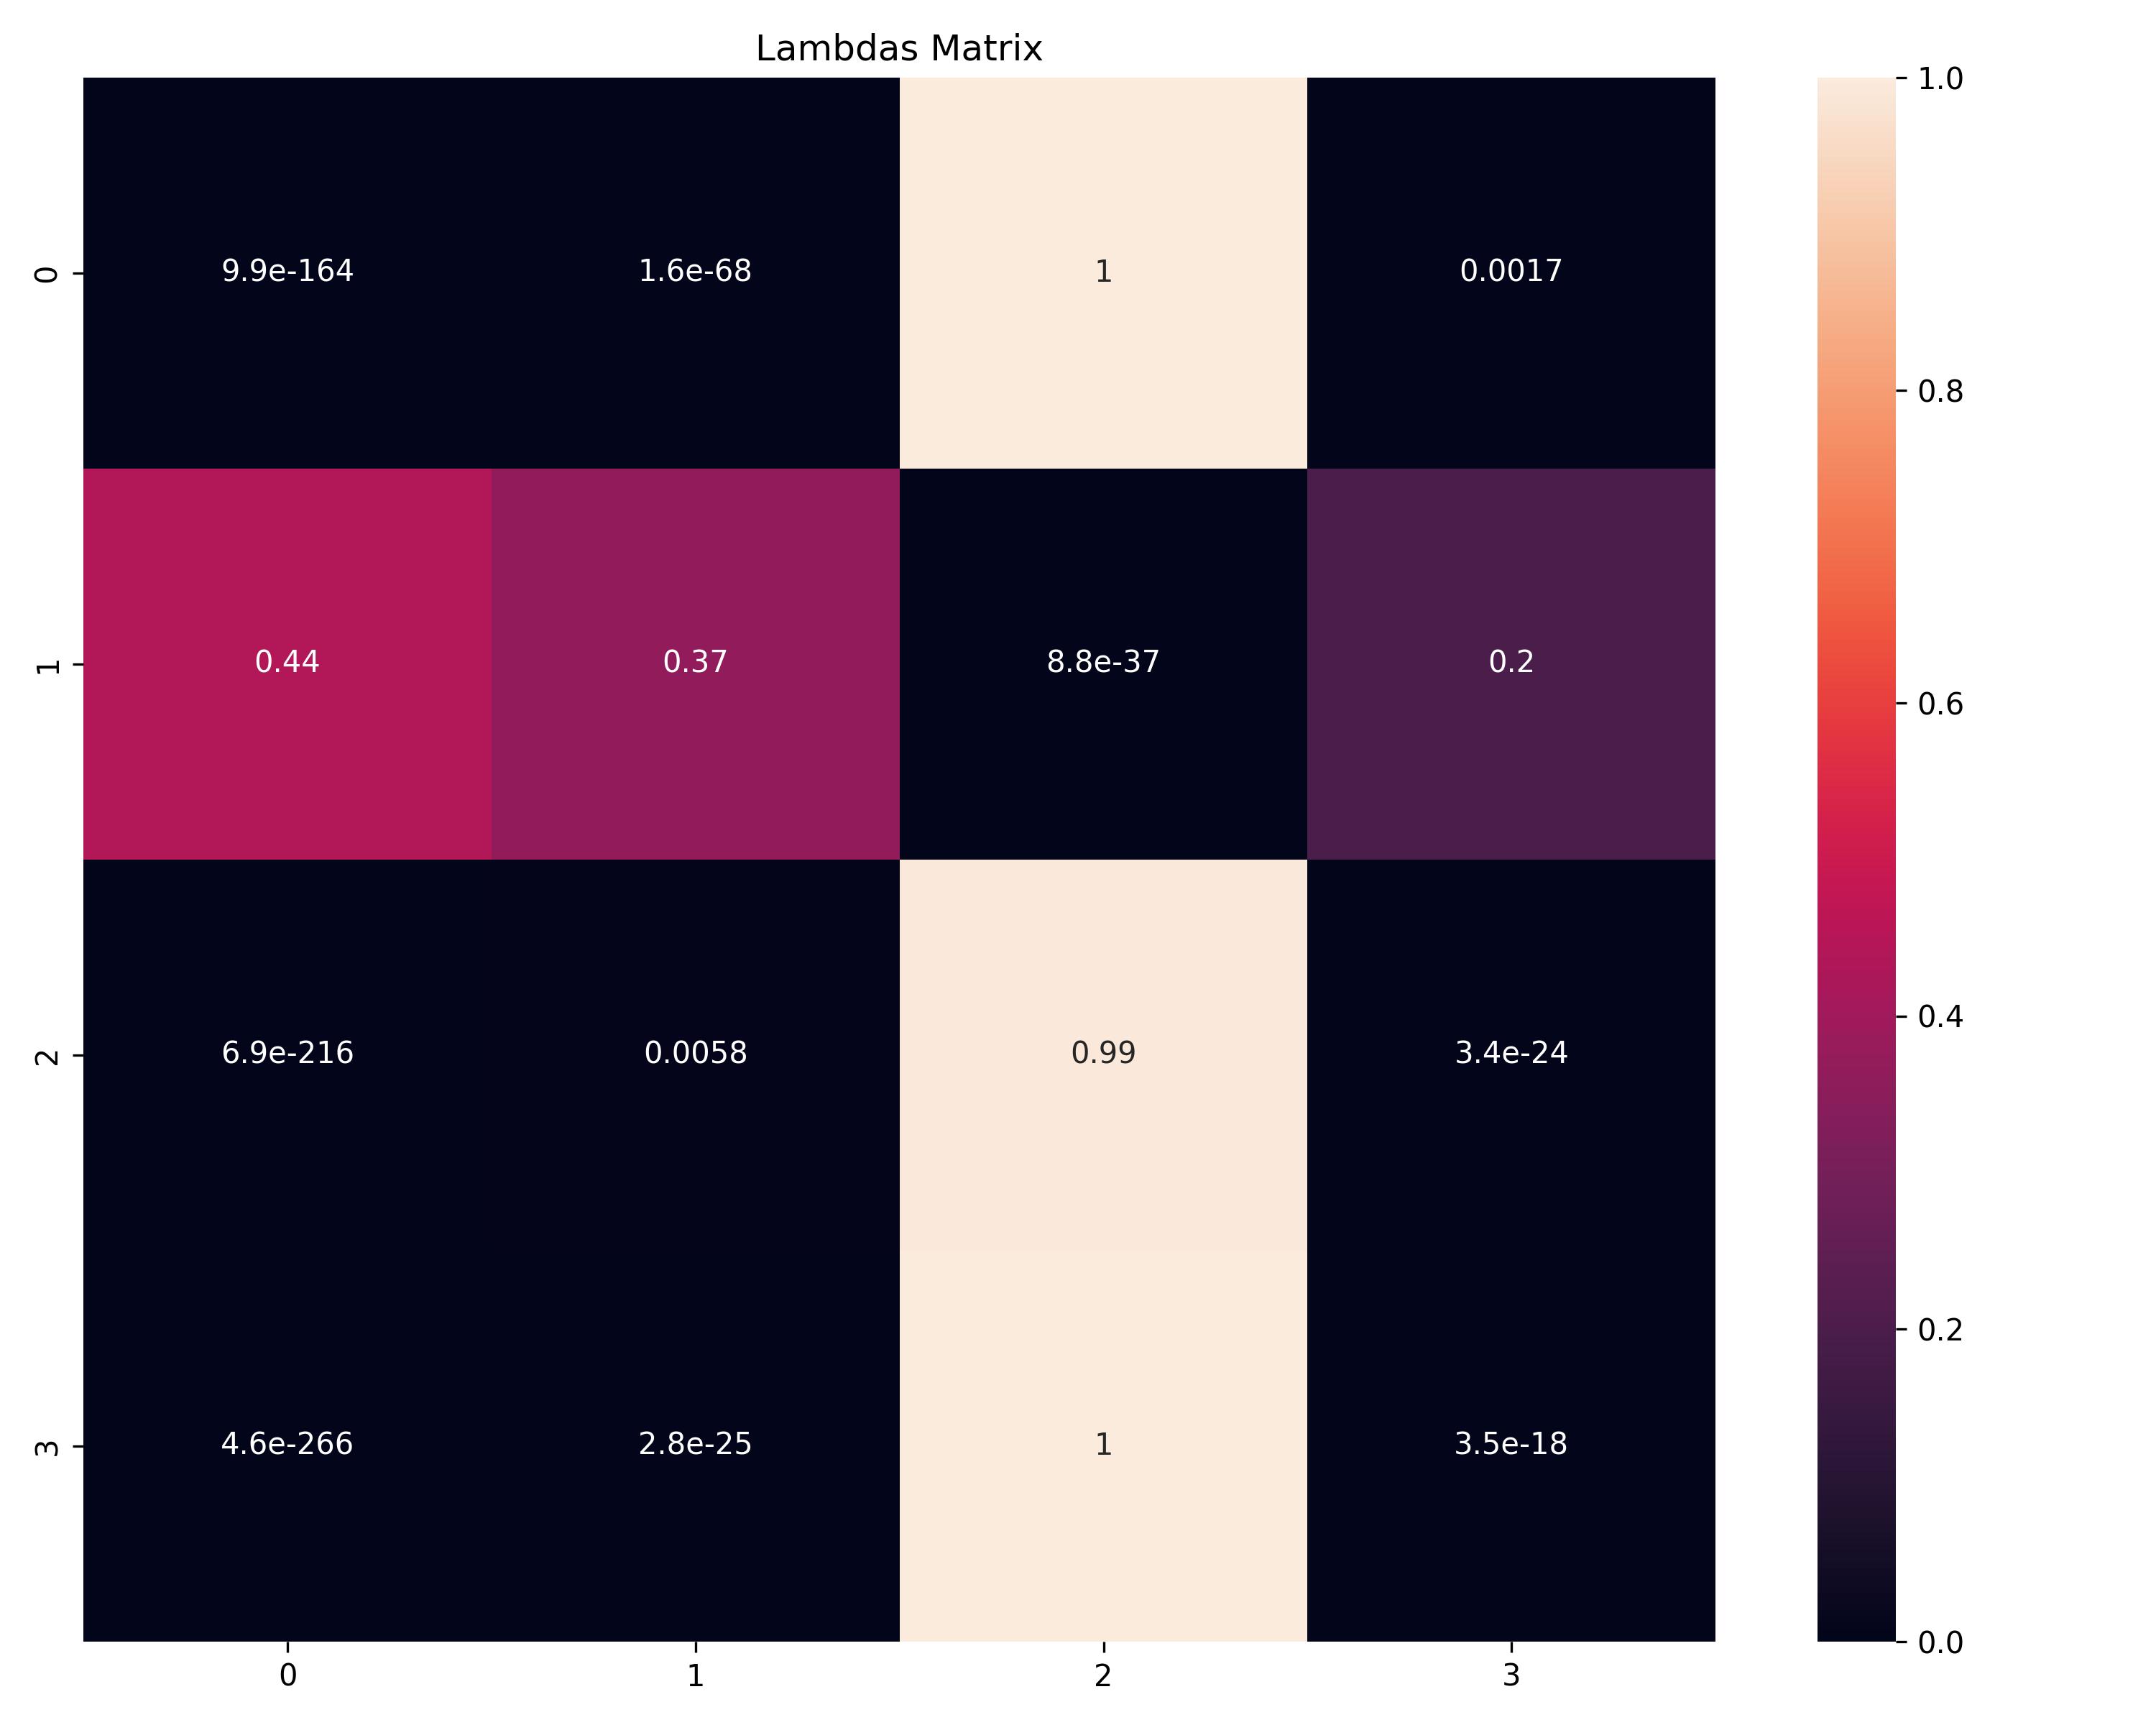 Lambdas Matrix
0 9.9e-164 1.6e-68 1 0.0017
1 0.44 0.37 8.8e-37 0.2
2 6.9e-216 0.0058 0.99 3.4e-24
3 4.6e-266 2.8e-25 1 3.5e-18
0 1 2 3
1.0
0.8
0.6
0.4
0.2
0.0